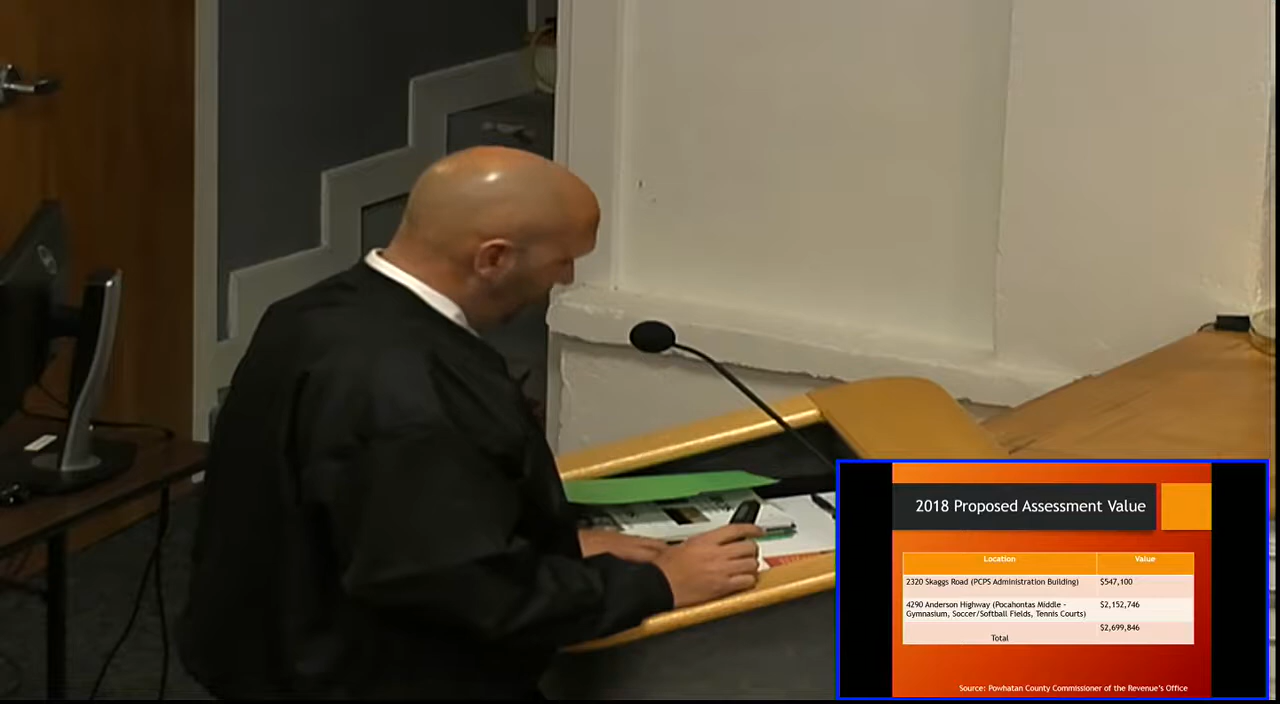 2018 Proposed Assessment Value
Location Value
2320 Skaggs Road (PCPS Administration Building) $547,100
4290 Anderson Highway (Pocahontas Middle - $2,152,746
Gymnasium, Soccer/Softball Fields, Tennis Courts)
$2,699,846
Total
Source: Powhatan County Commissioner of the Revenue's Office